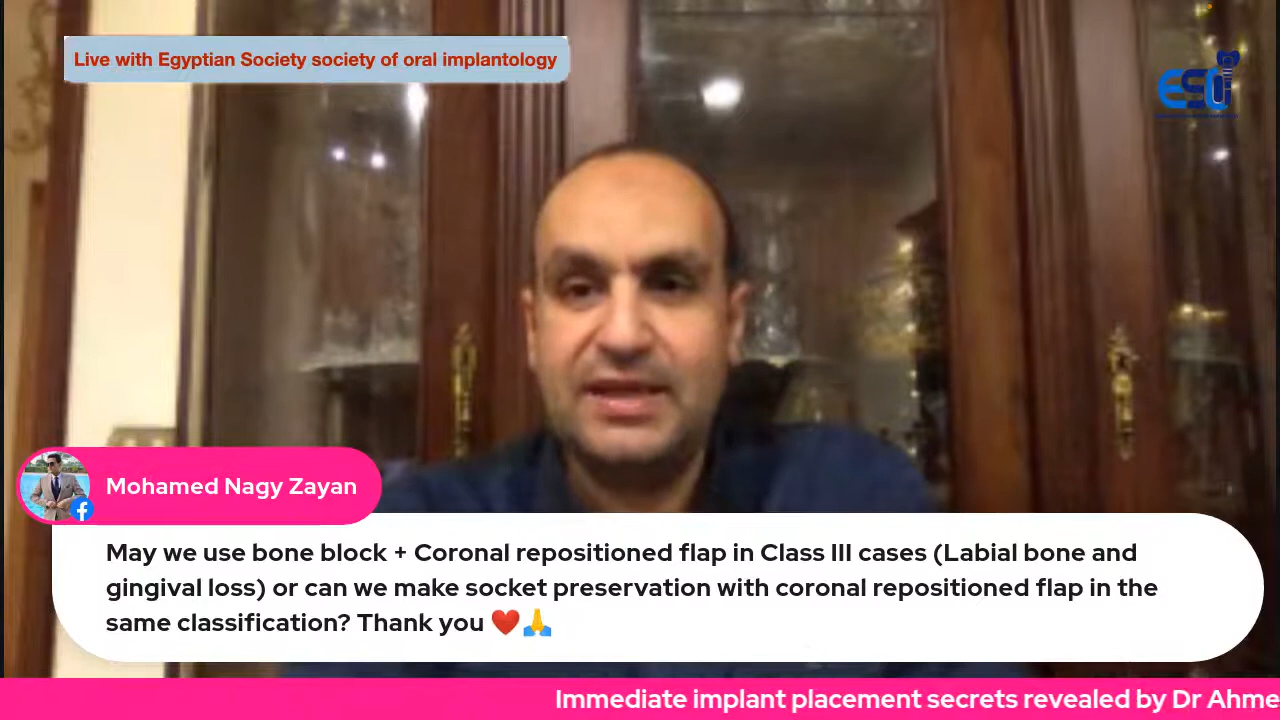 Live with Egyptian Society society of oral implantology
ESOI
Mohamed Nagy Zayan
May we use bone block + Coronal repositioned flap in Class III cases (Labial bone and
gingival loss) or can we make socket preservation with coronal repositioned flap in the
same classification? Thank you ❤️🙏
Immediate implant placement secrets revealed by Dr Ahme